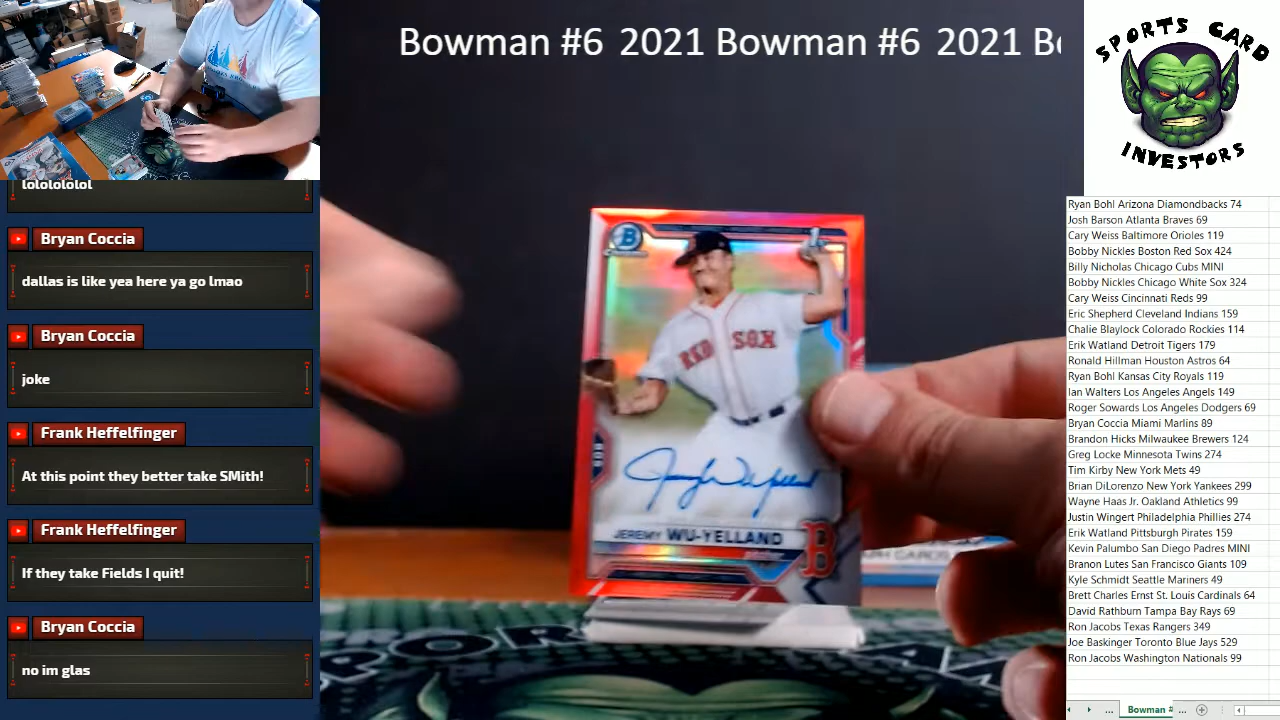 Bowman #6 2021 Bowman #6 2021
SPORTS CARD
INVESTORS
lolololololol
Bryan Coccia
dallas is like yea here ya go lmao
Bryan Coccia
joke
Frank Heffelfinger
At this point they better take SMith!
Frank Heffelfinger
If they take Fields I quit!
Bryan Coccia
no im glas
B
1st
RED SOX
JEREMY WU-YELLAND
B
Ryan Bohl Arizona Diamondbacks 74
Josh Barson Atlanta Braves 69
Cary Weiss Baltimore Orioles 119
Bobby Nickles Boston Red Sox 424
Billy Nicholas Chicago Cubs MINI
Bobby Nickles Chicago White Sox 324
Cary Weiss Cincinnati Reds 99
Eric Shepherd Cleveland Indians 159
Chalie Blaylock Colorado Rockies 114
Erik Watland Detroit Tigers 179
Ronald Hillman Houston Astros 64
Ryan Bohl Kansas City Royals 119
Ian Walters Los Angeles Angels 149
Roger Sowards Los Angeles Dodgers 69
Bryan Coccia Miami Marlins 89
Brandon Hicks Milwaukee Brewers 124
Greg Locke Minnesota Twins 274
Tim Kirby New York Mets 49
Brian DiLorenzo New York Yankees 299
Wayne Haas Jr. Oakland Athletics 99
Justin Wingert Philadelphia Phillies 274
Erik Watland Pittsburgh Pirates 159
Kevin Palumbo San Diego Padres MINI
Branon Lutes San Francisco Giants 109
Kyle Schmidt Seattle Mariners 49
Brett Charles Ernst St. Louis Cardinals 64
David Rathburn Tampa Bay Rays 69
Ron Jacobs Texas Rangers 349
Joe Baskinger Toronto Blue Jays 529
Ron Jacobs Washington Nationals 99
... Bowman # ...